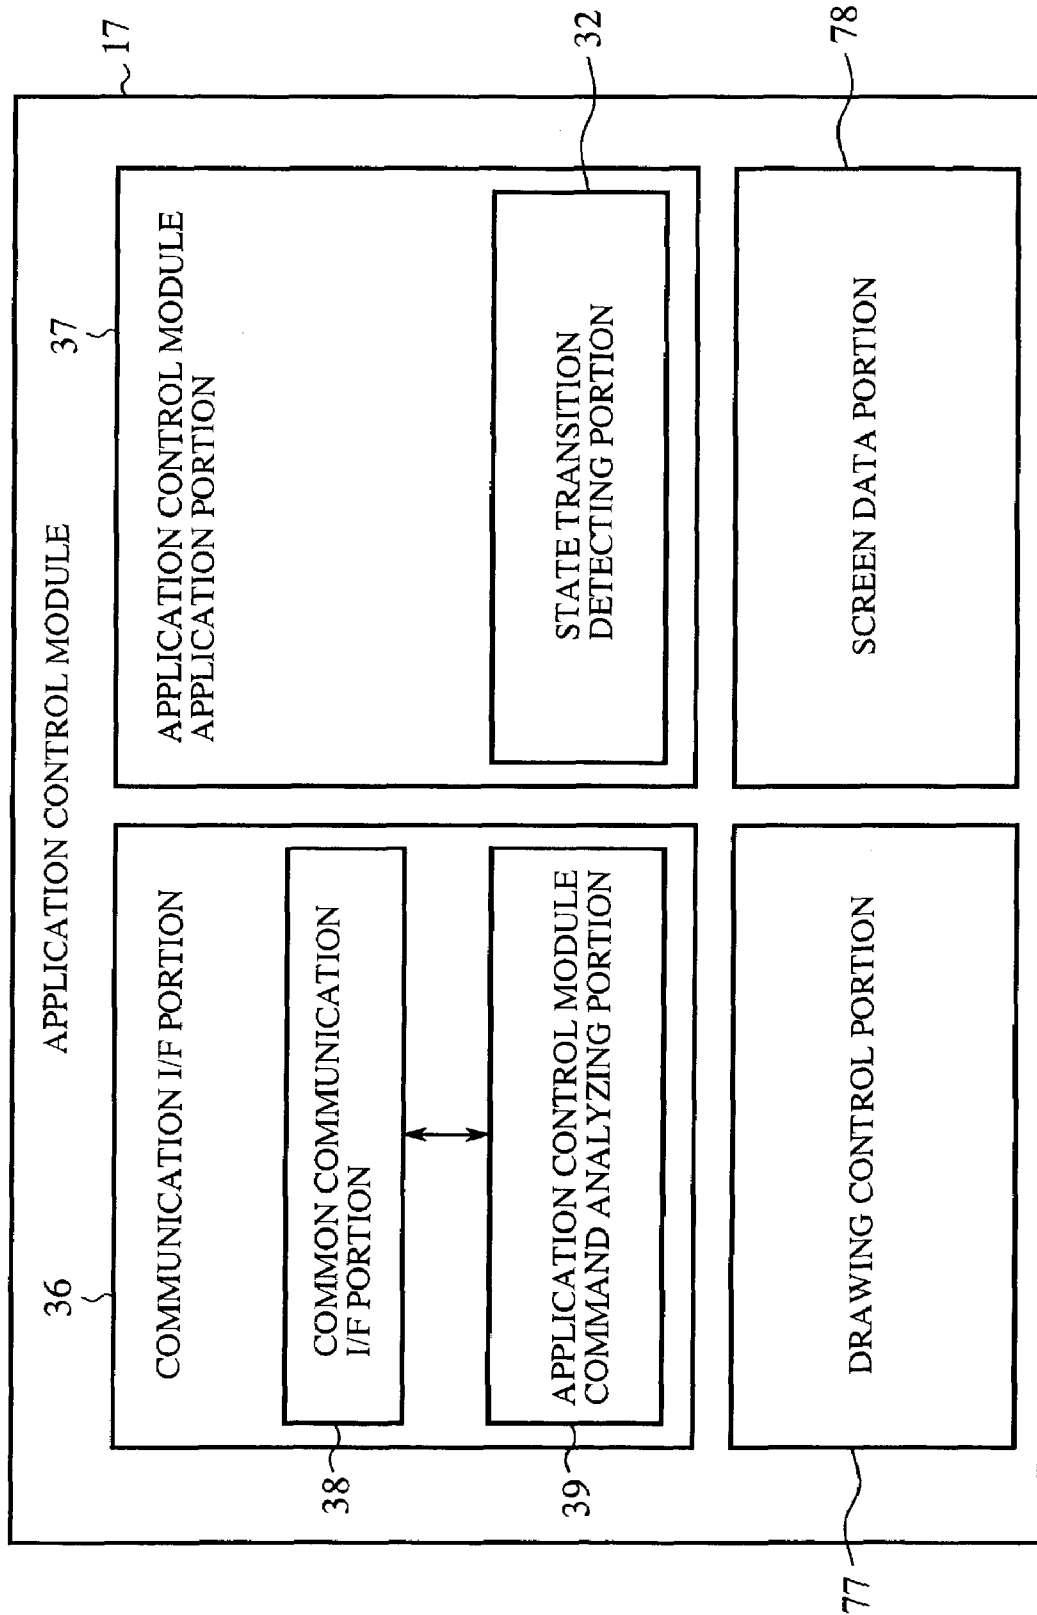 APPLICATION CONTROL MODULE
17
36
COMMUNICATION I/F PORTION
38
COMMON COMMUNICATION
I/F PORTION
39
APPLICATION CONTROL MODULE
COMMAND ANALYZING PORTION
37
APPLICATION CONTROL MODULE
APPLICATION PORTION
STATE TRANSITION
DETECTING PORTION
32
77
DRAWING CONTROL PORTION
SCREEN DATA PORTION
78